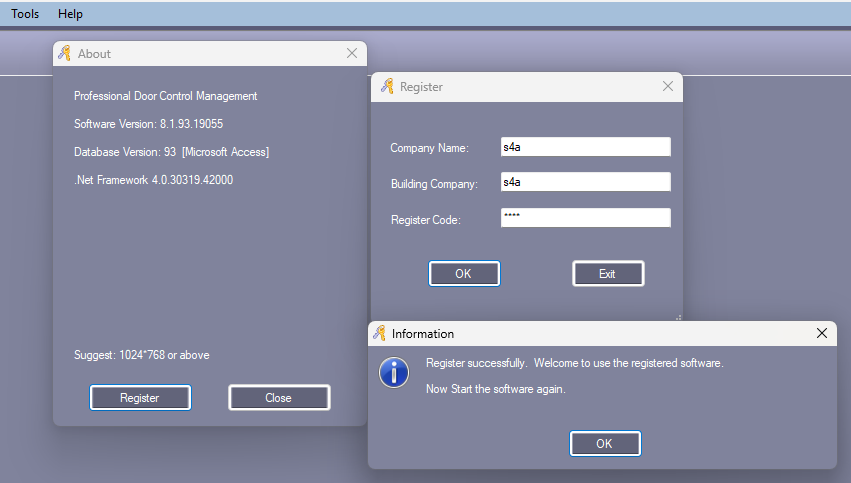 Tools Help
About
Professional Door Control Management
Software Version: 8.1.93.19055
Database Version: 93 [Microsoft Access]
.Net Framework 4.0.30319.42000
Suggest: 1024*768 or above
Register Close
Register
Company Name: s4a
Building Company: s4a
Register Code: ****
OK Exit
Information
Register successfully. Welcome to use the registered software.
Now Start the software again.
OK